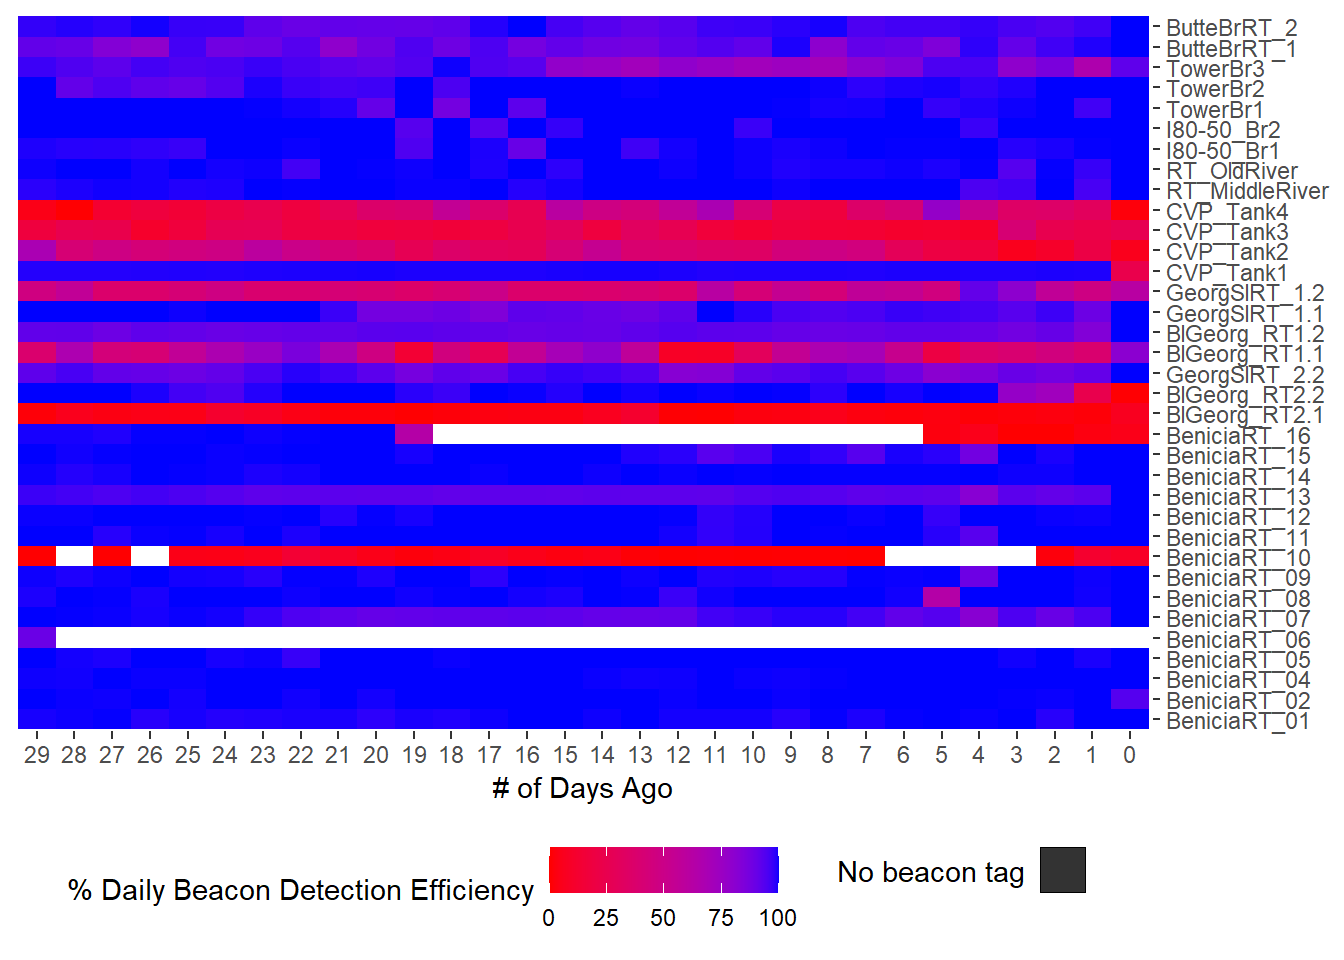 ButteBrRT_2
ButteBrRT_1
TowerBr3
TowerBr2
TowerBr1
I80-50_Br2
I80-50_Br1
RT_OldRiver
RT_MiddleRiver
CVP_Tank4
CVP_Tank3
CVP_Tank2
CVP_Tank1
GeorgSlRT_1.2
GeorgSlRT_1.1
BlGeorg_RT1.2
BlGeorg_RT1.1
GeorgSlRT_2.2
BlGeorg_RT2.2
BlGeorg_RT2.1
BeniciaRT_16
BeniciaRT_15
BeniciaRT_14
BeniciaRT_13
BeniciaRT_12
BeniciaRT_11
BeniciaRT_10
BeniciaRT_09
BeniciaRT_08
BeniciaRT_07
BeniciaRT_06
BeniciaRT_05
BeniciaRT_04
BeniciaRT_02
BeniciaRT_01
29 28 27 26 25 24 23 22 21 20 19 18 17 16 15 14 13 12 11 10 9 8 7 6 5 4 3 2 1 0
# of Days Ago
% Daily Beacon Detection Efficiency
0 25 50 75 100
No beacon tag